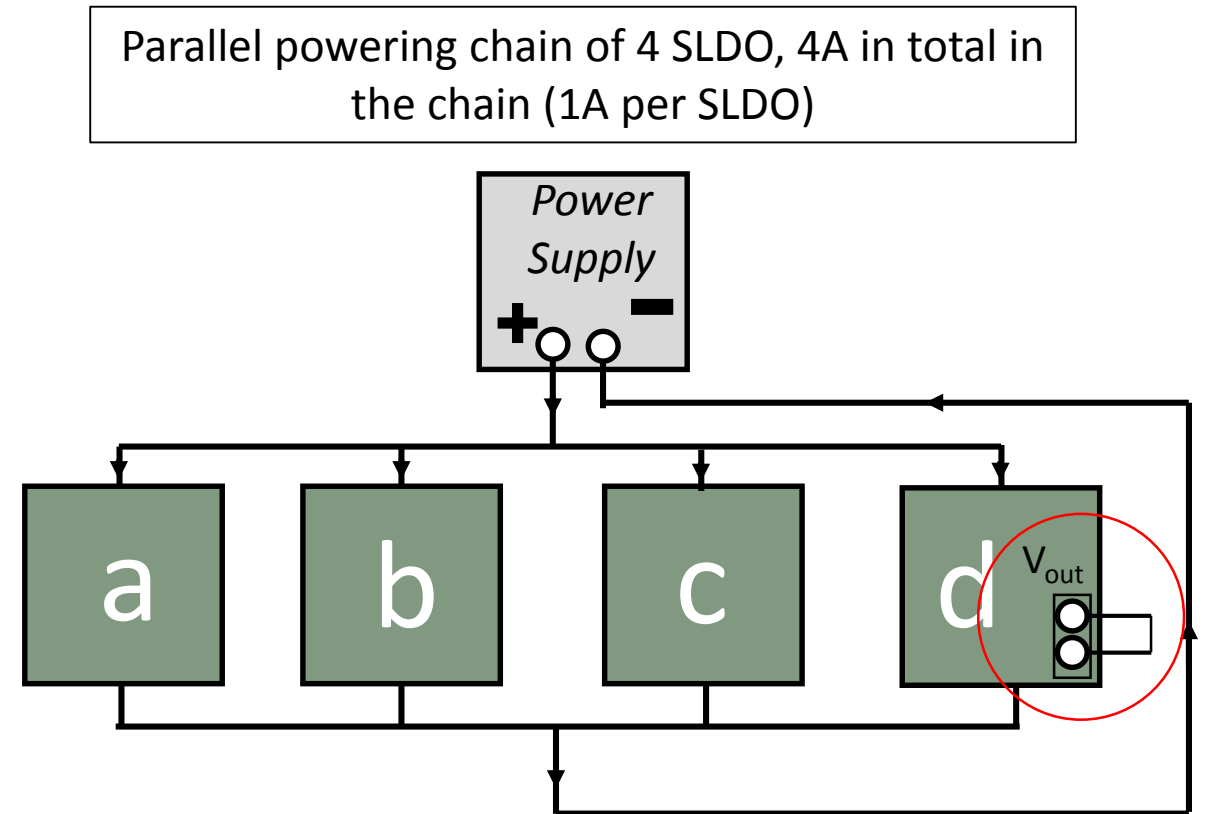 Parallel powering chain of 4 SLDO, 4A in total in
the chain (1A per SLDO)
Power
Supply
+ −
a b c d
Vout